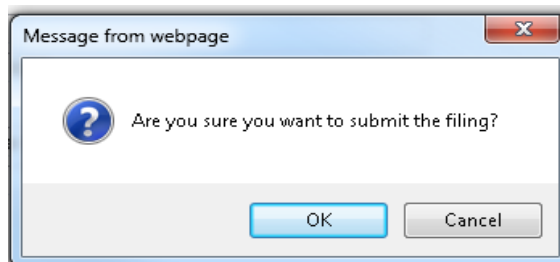 Message from webpage
Are you sure you want to submit the filing?
OK
Cancel